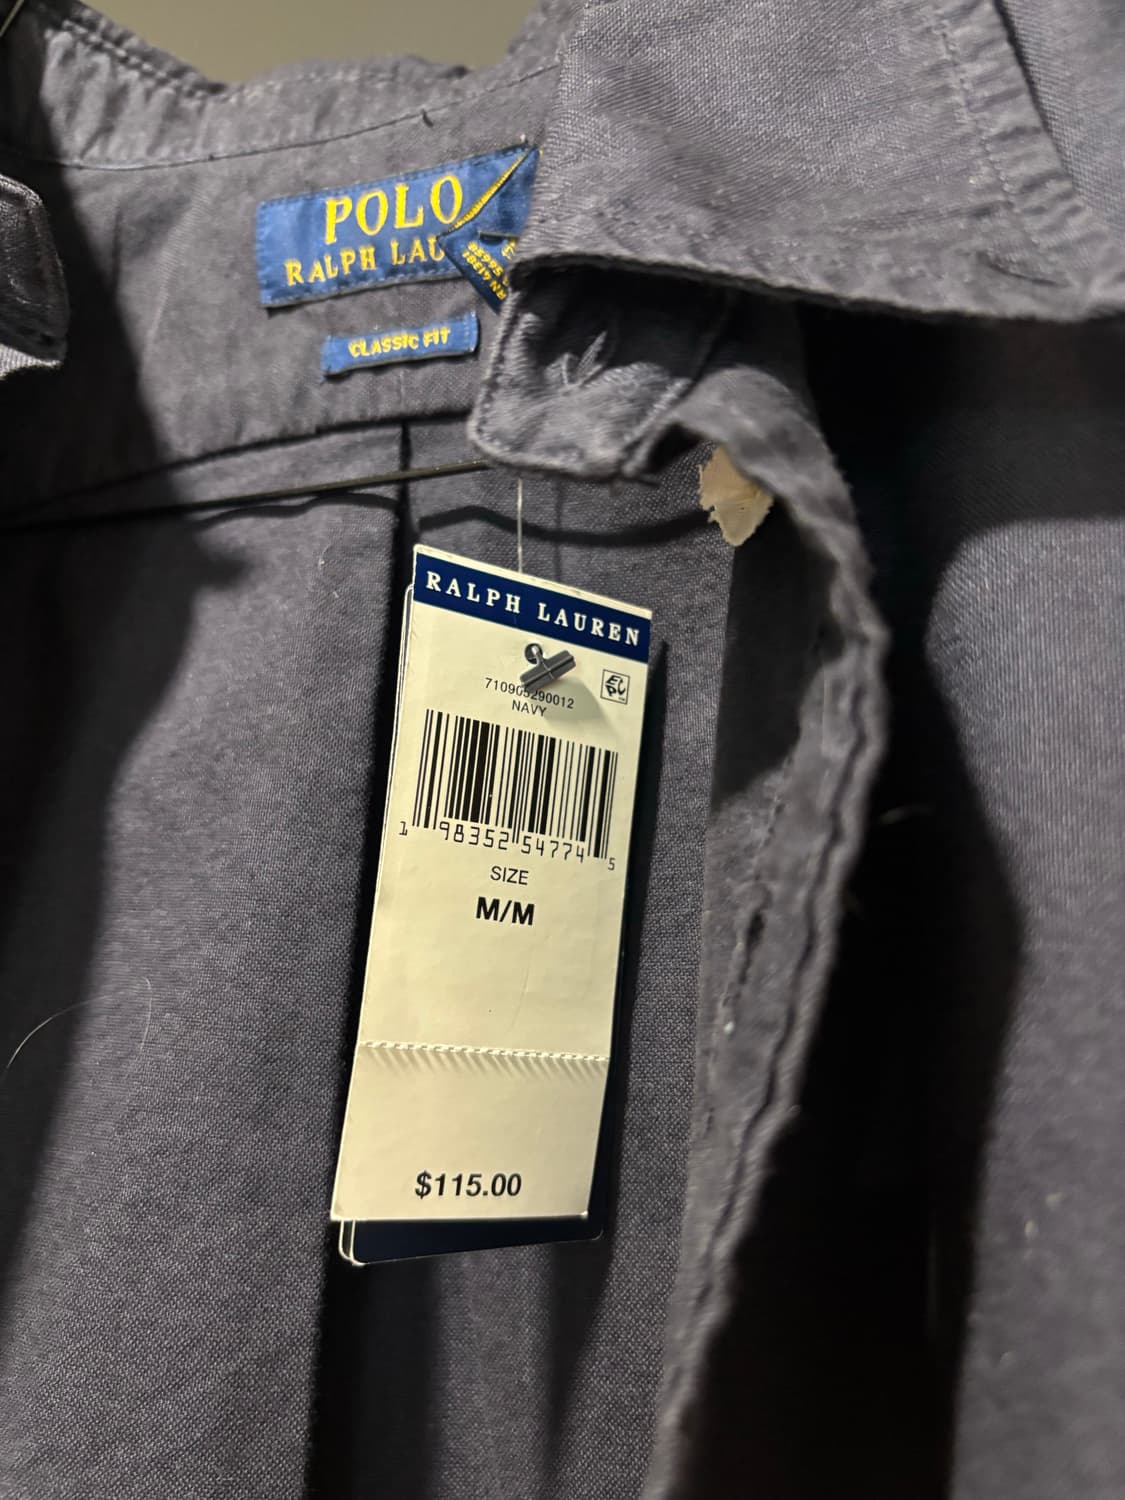 POLO
RALPH LAU
CLASSIC FIT
RALPH LAUREN
710905290012
NAVY
1 98352 54774 5
SIZE
M/M
$115.00